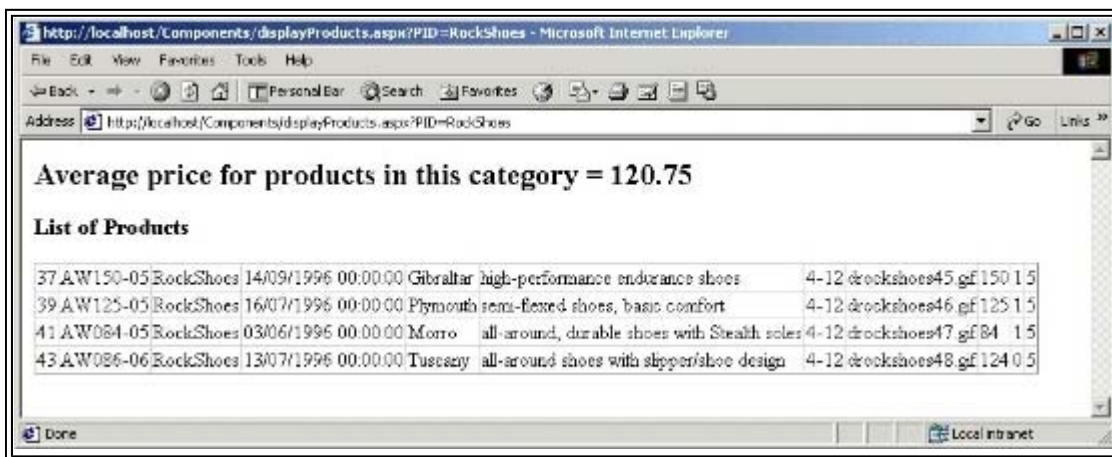 http://localhost/Components/displayProducts.aspx?PID=RockShoes - Microsoft Internet Explorer
File Edit View Favorites Tools Help
Back Personal Bar Search Favorites
Address http://localhost/Components/displayProducts.aspx?PID=RockShoes Go Links »
Average price for products in this category = 120.75
List of Products
37 AW150-05 RockShoes 14/09/1996 00:00:00 Gibraltar high-performance endurance shoes 4-12 drockshoes45.gif 150 1 5
39 AW125-05 RockShoes 16/07/1996 00:00:00 Plymouth semi-flexed shoes, basic comfort 4-12 drockshoes46.gif 125 1 5
41 AW084-05 RockShoes 03/06/1996 00:00:00 Morro all-around, durable shoes with Stealth soles 4-12 drockshoes47.gif 84 1 5
43 AW086-06 RockShoes 13/07/1996 00:00:00 Tuscany all-around shoes with slipper/shoe design 4-12 drockshoes48.gif 124 0 5
Done Local intranet